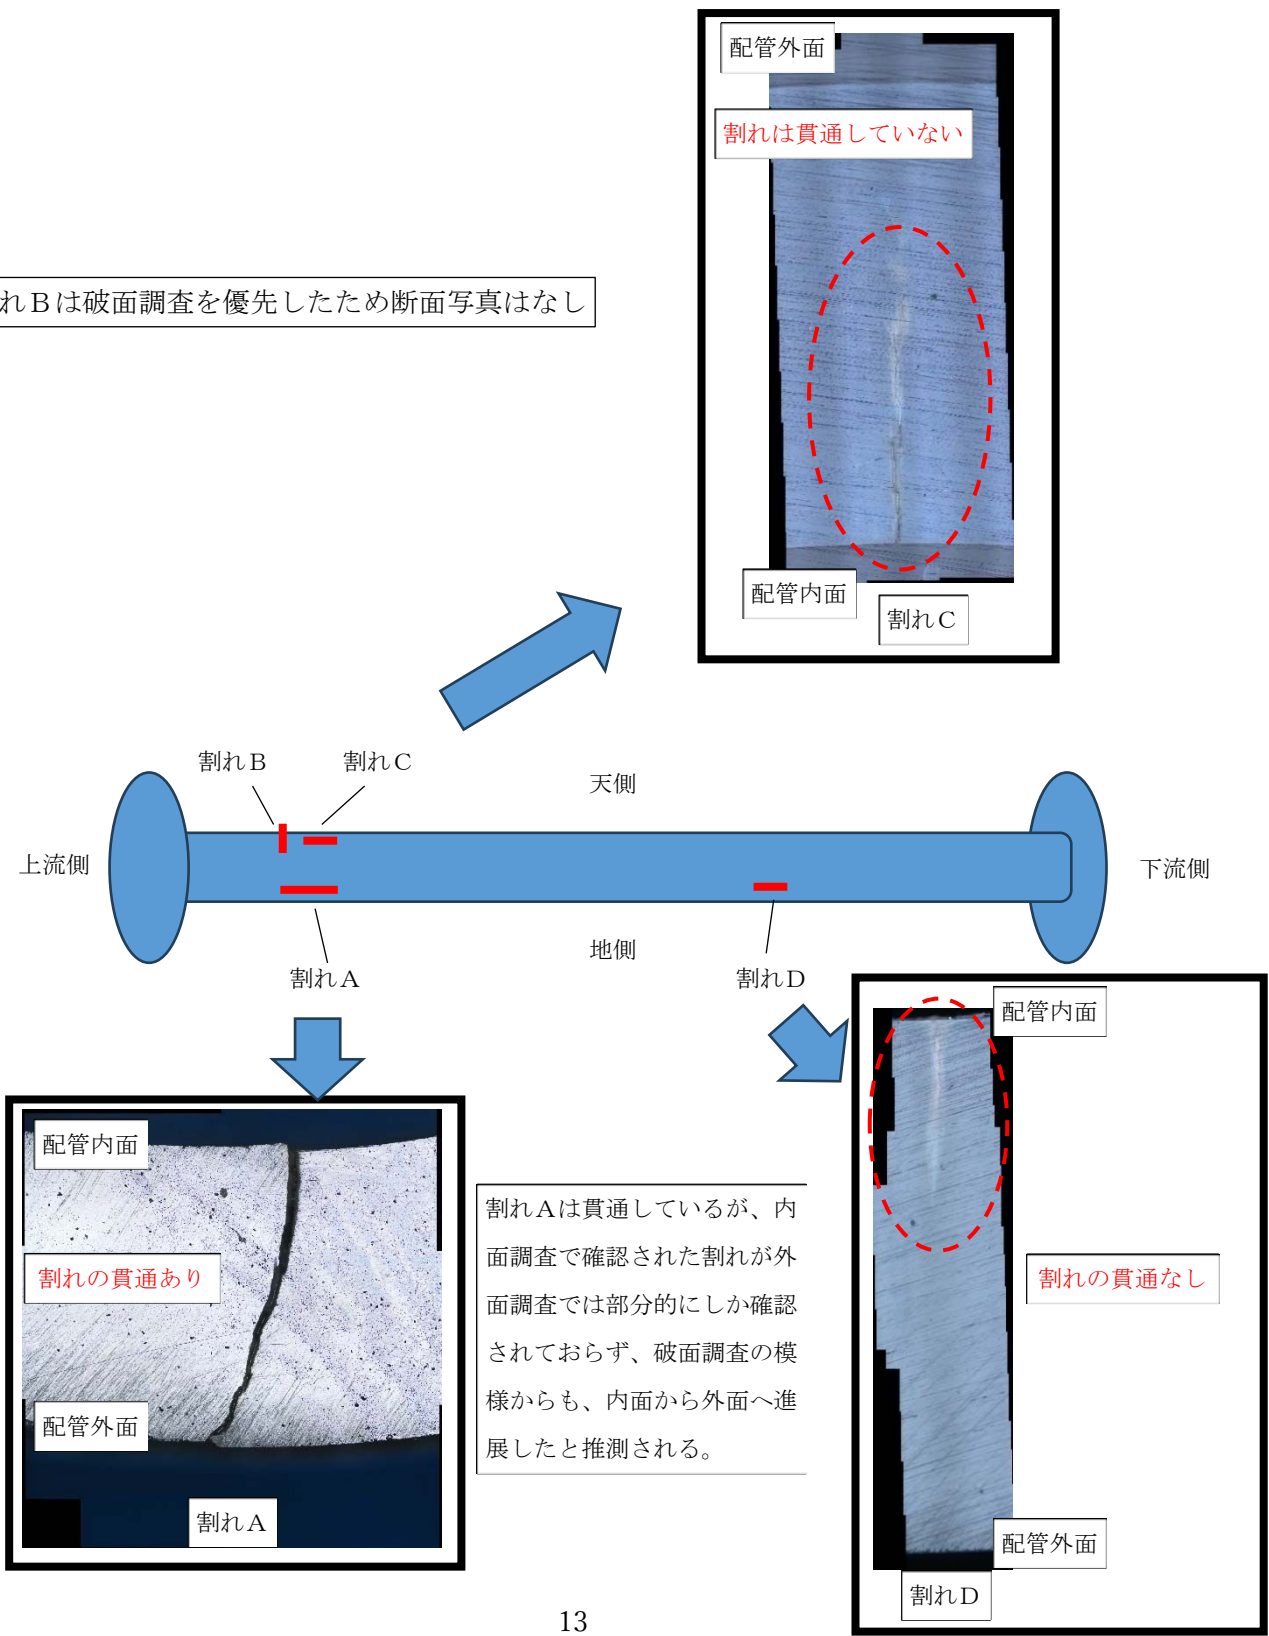 配管外面
割れは貫通していない
れＢは破面調査を優先したため断面写真はなし
配管内面
割れＣ
割れＢ
割れＣ
天側
上流側
下流側
地側
割れＡ
割れＤ
配管内面
配管内面
割れの貫通あり
配管外面
割れＡ
割れＡは貫通しているが、内
面調査で確認された割れが外
面調査では部分的にしか確認
されておらず、破面調査の模
様からも、内面から外面へ進
展したと推測される。
割れの貫通なし
配管外面
割れＤ
13